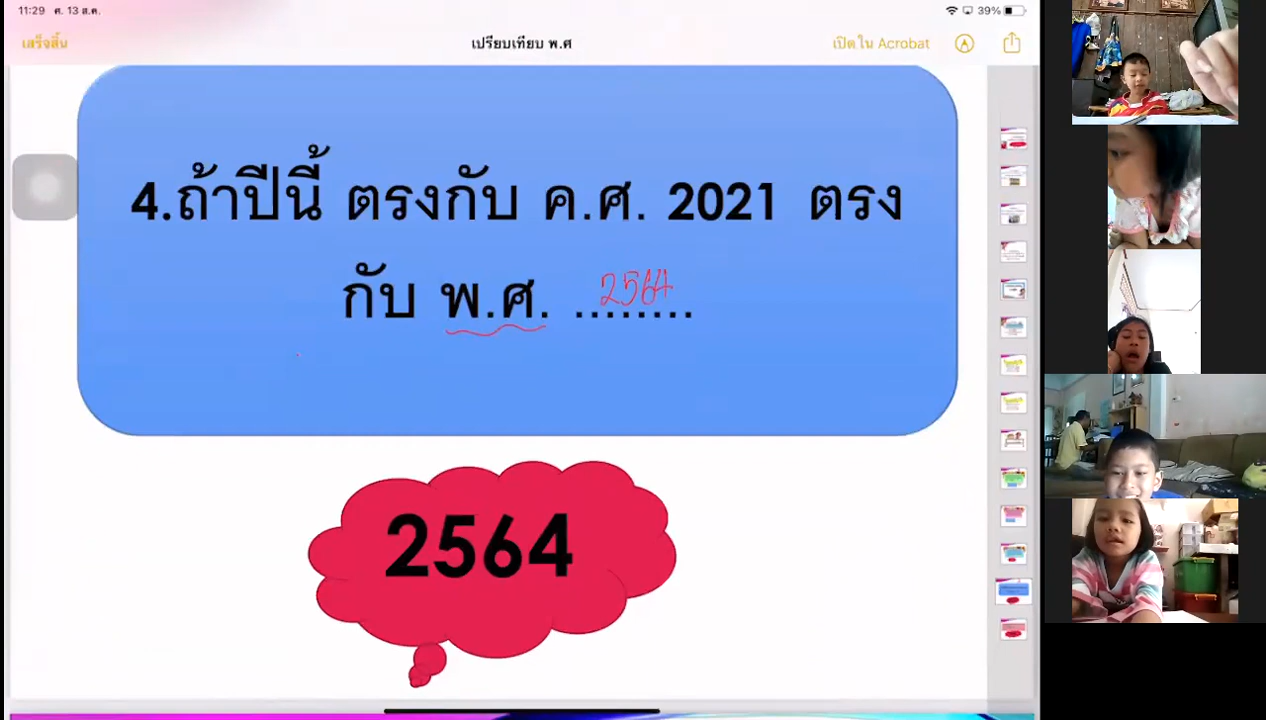 11:29 ศ. 13 ส.ค.
39%
เสร็จสิ้น
เปรียบเทียบ พ.ศ
เปิดใน Acrobat
4.ถ้าปีนี้ ตรงกับ ค.ศ. 2021 ตรง
กับ พ.ศ. ........
2564
2564